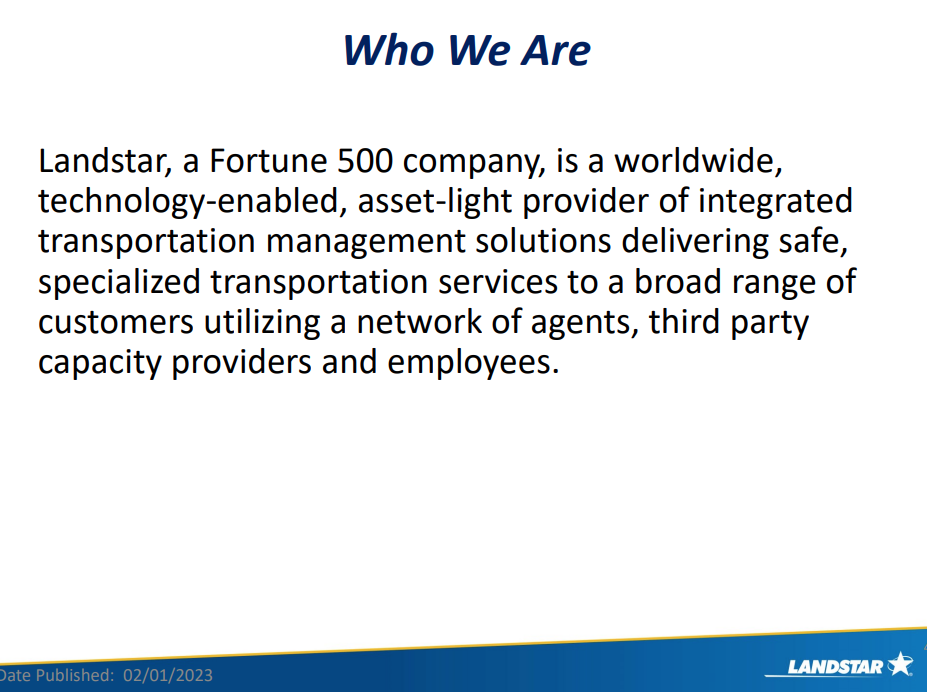 Who We Are
Landstar, a Fortune 500 company, is a worldwide,
technology-enabled, asset-light provider of integrated
transportation management solutions delivering safe,
specialized transportation services to a broad range of
customers utilizing a network of agents, third party
capacity providers and employees.
Date Published: 02/01/2023
LANDSTAR